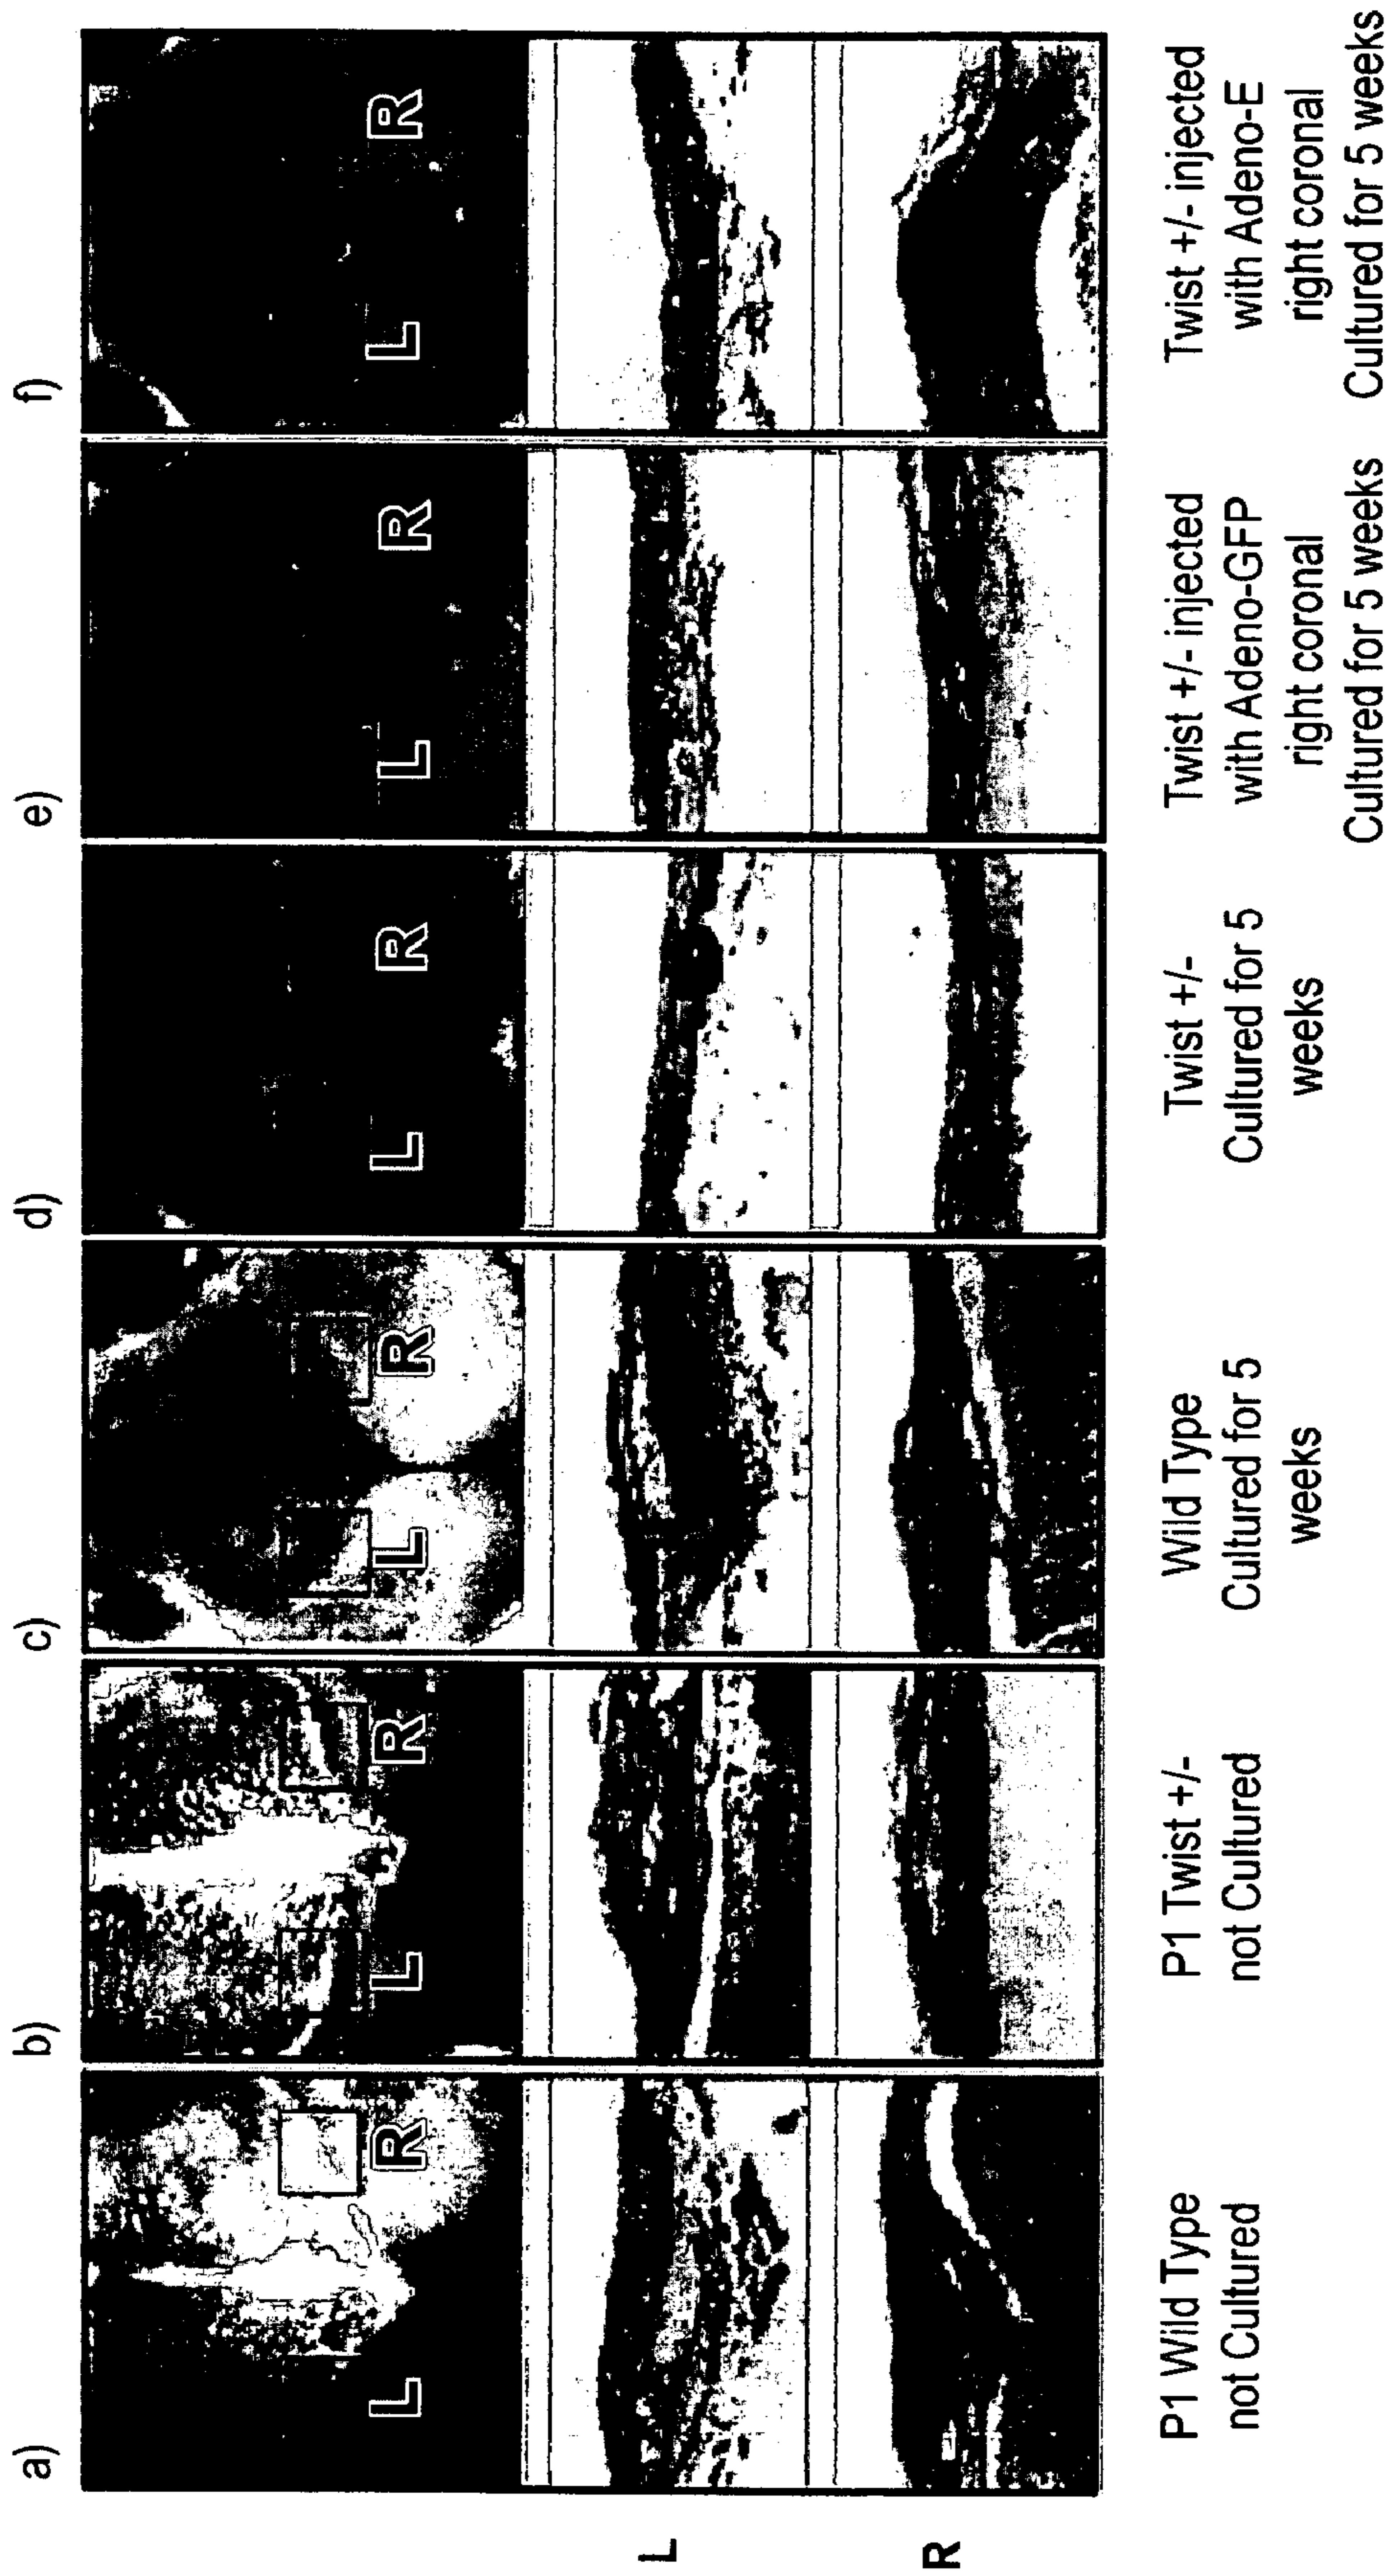 a)
b)
c)
d)
e)
f)
L
R
L
R
L
R
L
R
L
R
L
R
L
R
P1 Wild Type
not Cultured
P1 Twist +/-
not Cultured
Wild Type
Cultured for 5
weeks
Twist +/-
Cultured for 5
weeks
Twist +/- injected
with Adeno-GFP
right coronal
Cultured for 5 weeks
Twist +/- injected
with Adeno-E
right coronal
Cultured for 5 weeks